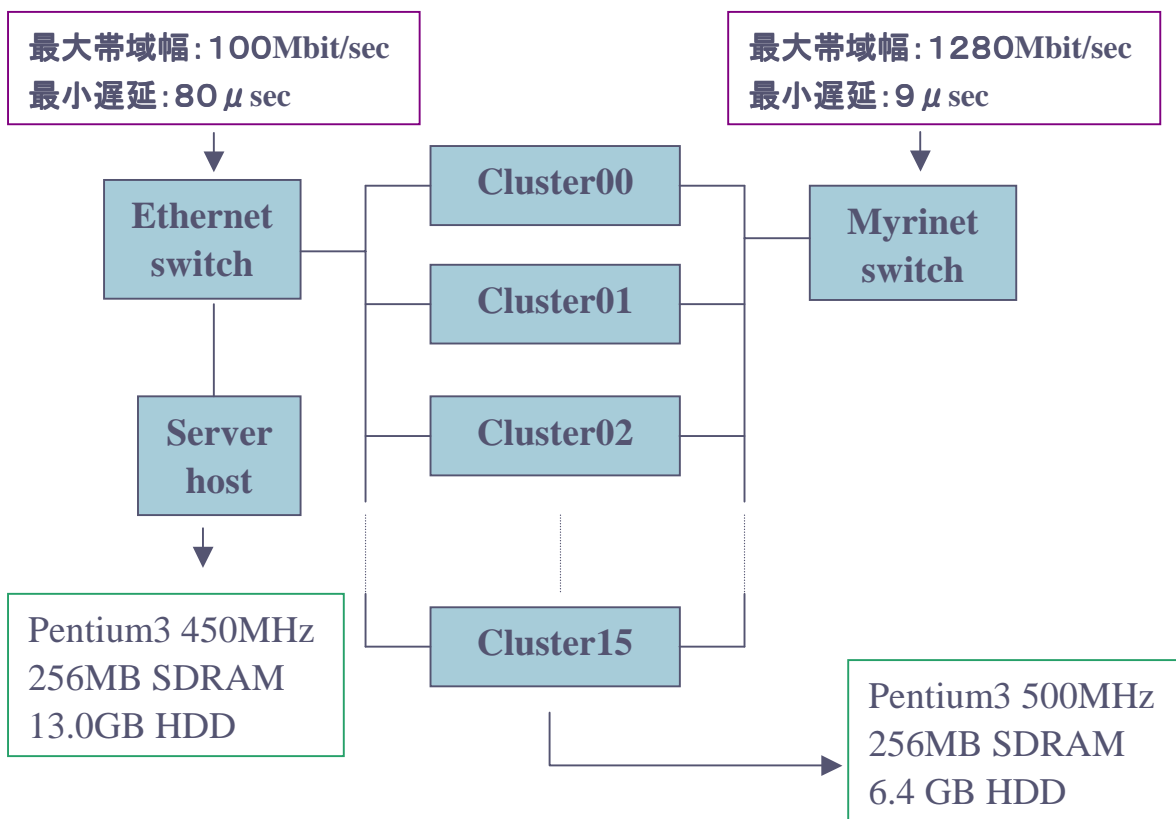 最大帯域幅:100Mbit/sec
最小遅延:80μsec
最大帯域幅:1280Mbit/sec
最小遅延:9μsec
Ethernet
switch
Cluster00
Myrinet
switch
Cluster01
Server
host
Cluster02
Cluster15
Pentium3 450MHz
256MB SDRAM
13.0GB HDD
Pentium3 500MHz
256MB SDRAM
6.4 GB HDD